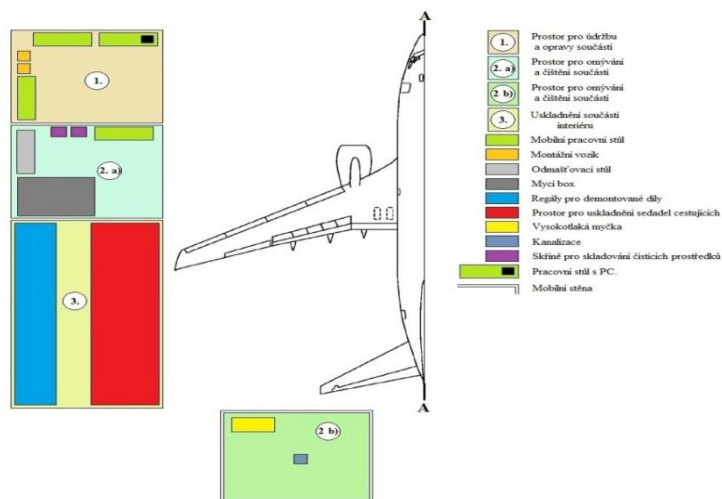 A
1.
2. a)
3.
2 b)
A
1.
Prostor pro údržbu
a opravy součástí
2. a)
Prostor pro omývání
a čištění součástí
2 b)
Prostor pro omývání
a čištění součástí
3.
Uskladnění součástí
interiéru
Mobilní pracovní stůl
Montážní vozík
Odmašťovací stůl
Mycí box
Regály pro demontované díly
Prostor pro uskladnění sedadel cestujících
Vysokotlaká myčka
Kanalizace
Skříně pro skladování čisticích prostředků
Pracovní stůl s PC.
Mobilní stěna